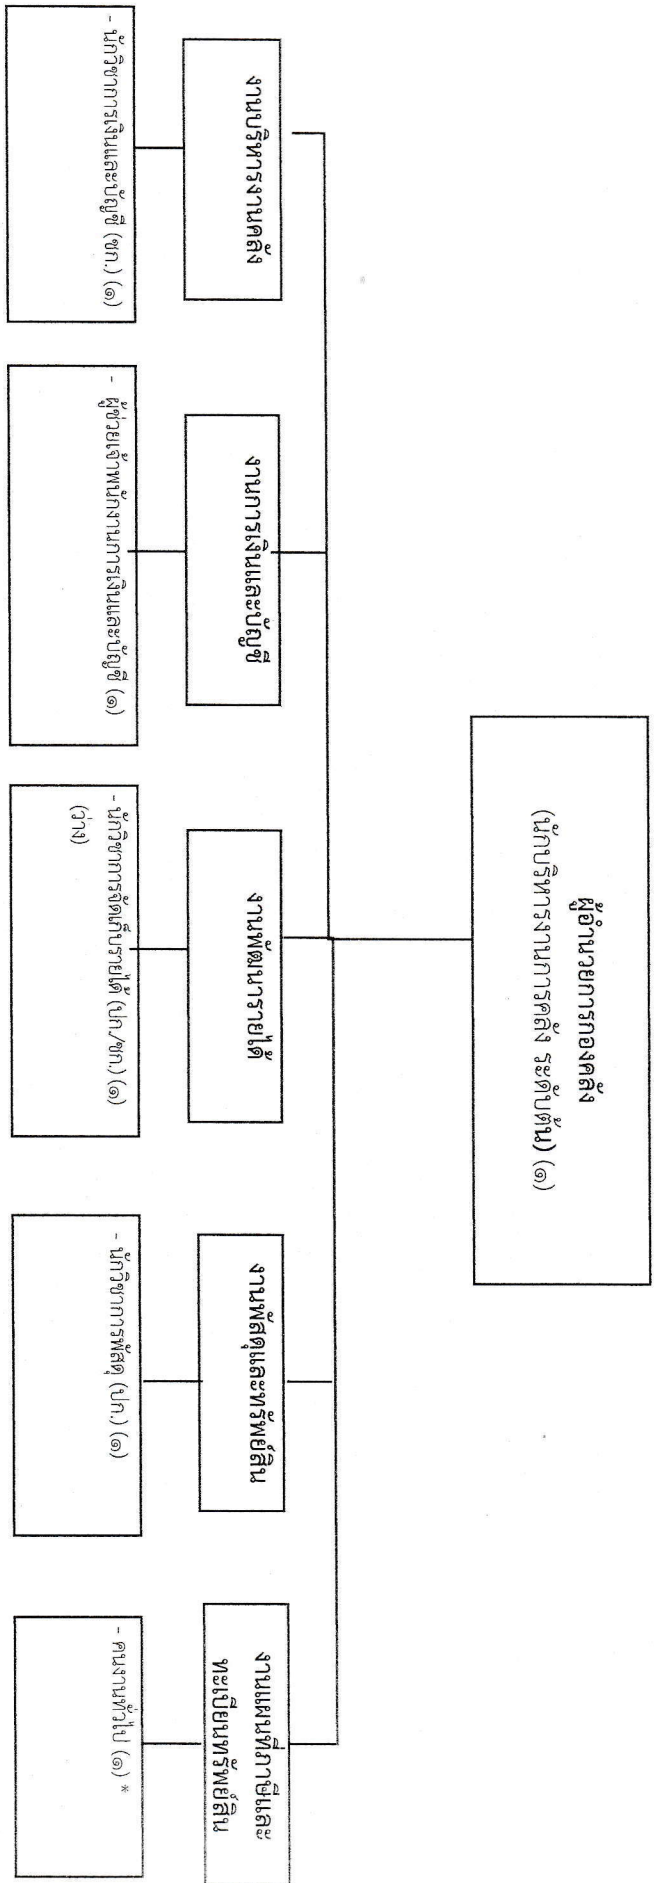 ผู้อำนวยการกองคลัง
(นักบริหารงานการคลัง ระดับต้น) (๑)
งานบริหารงานคลัง
- นักวิชาการเงินและบัญชี (ชก.) (๑)
งานการเงินและบัญชี
- ผู้ช่วยเจ้าพนักงานการเงินและบัญชี (๑)
งานพัฒนารายได้
- นักวิชาการจัดเก็บรายได้ (ปก/ชก.) (๑)
(ว่าง)
งานพัสดุและทรัพย์สิน
- นักวิชาการพัสดุ (ปก.) (๑)
งานแผนที่ภาษีและ
ทะเบียนทรัพย์สิน
- คนงานทั่วไป (๑) *